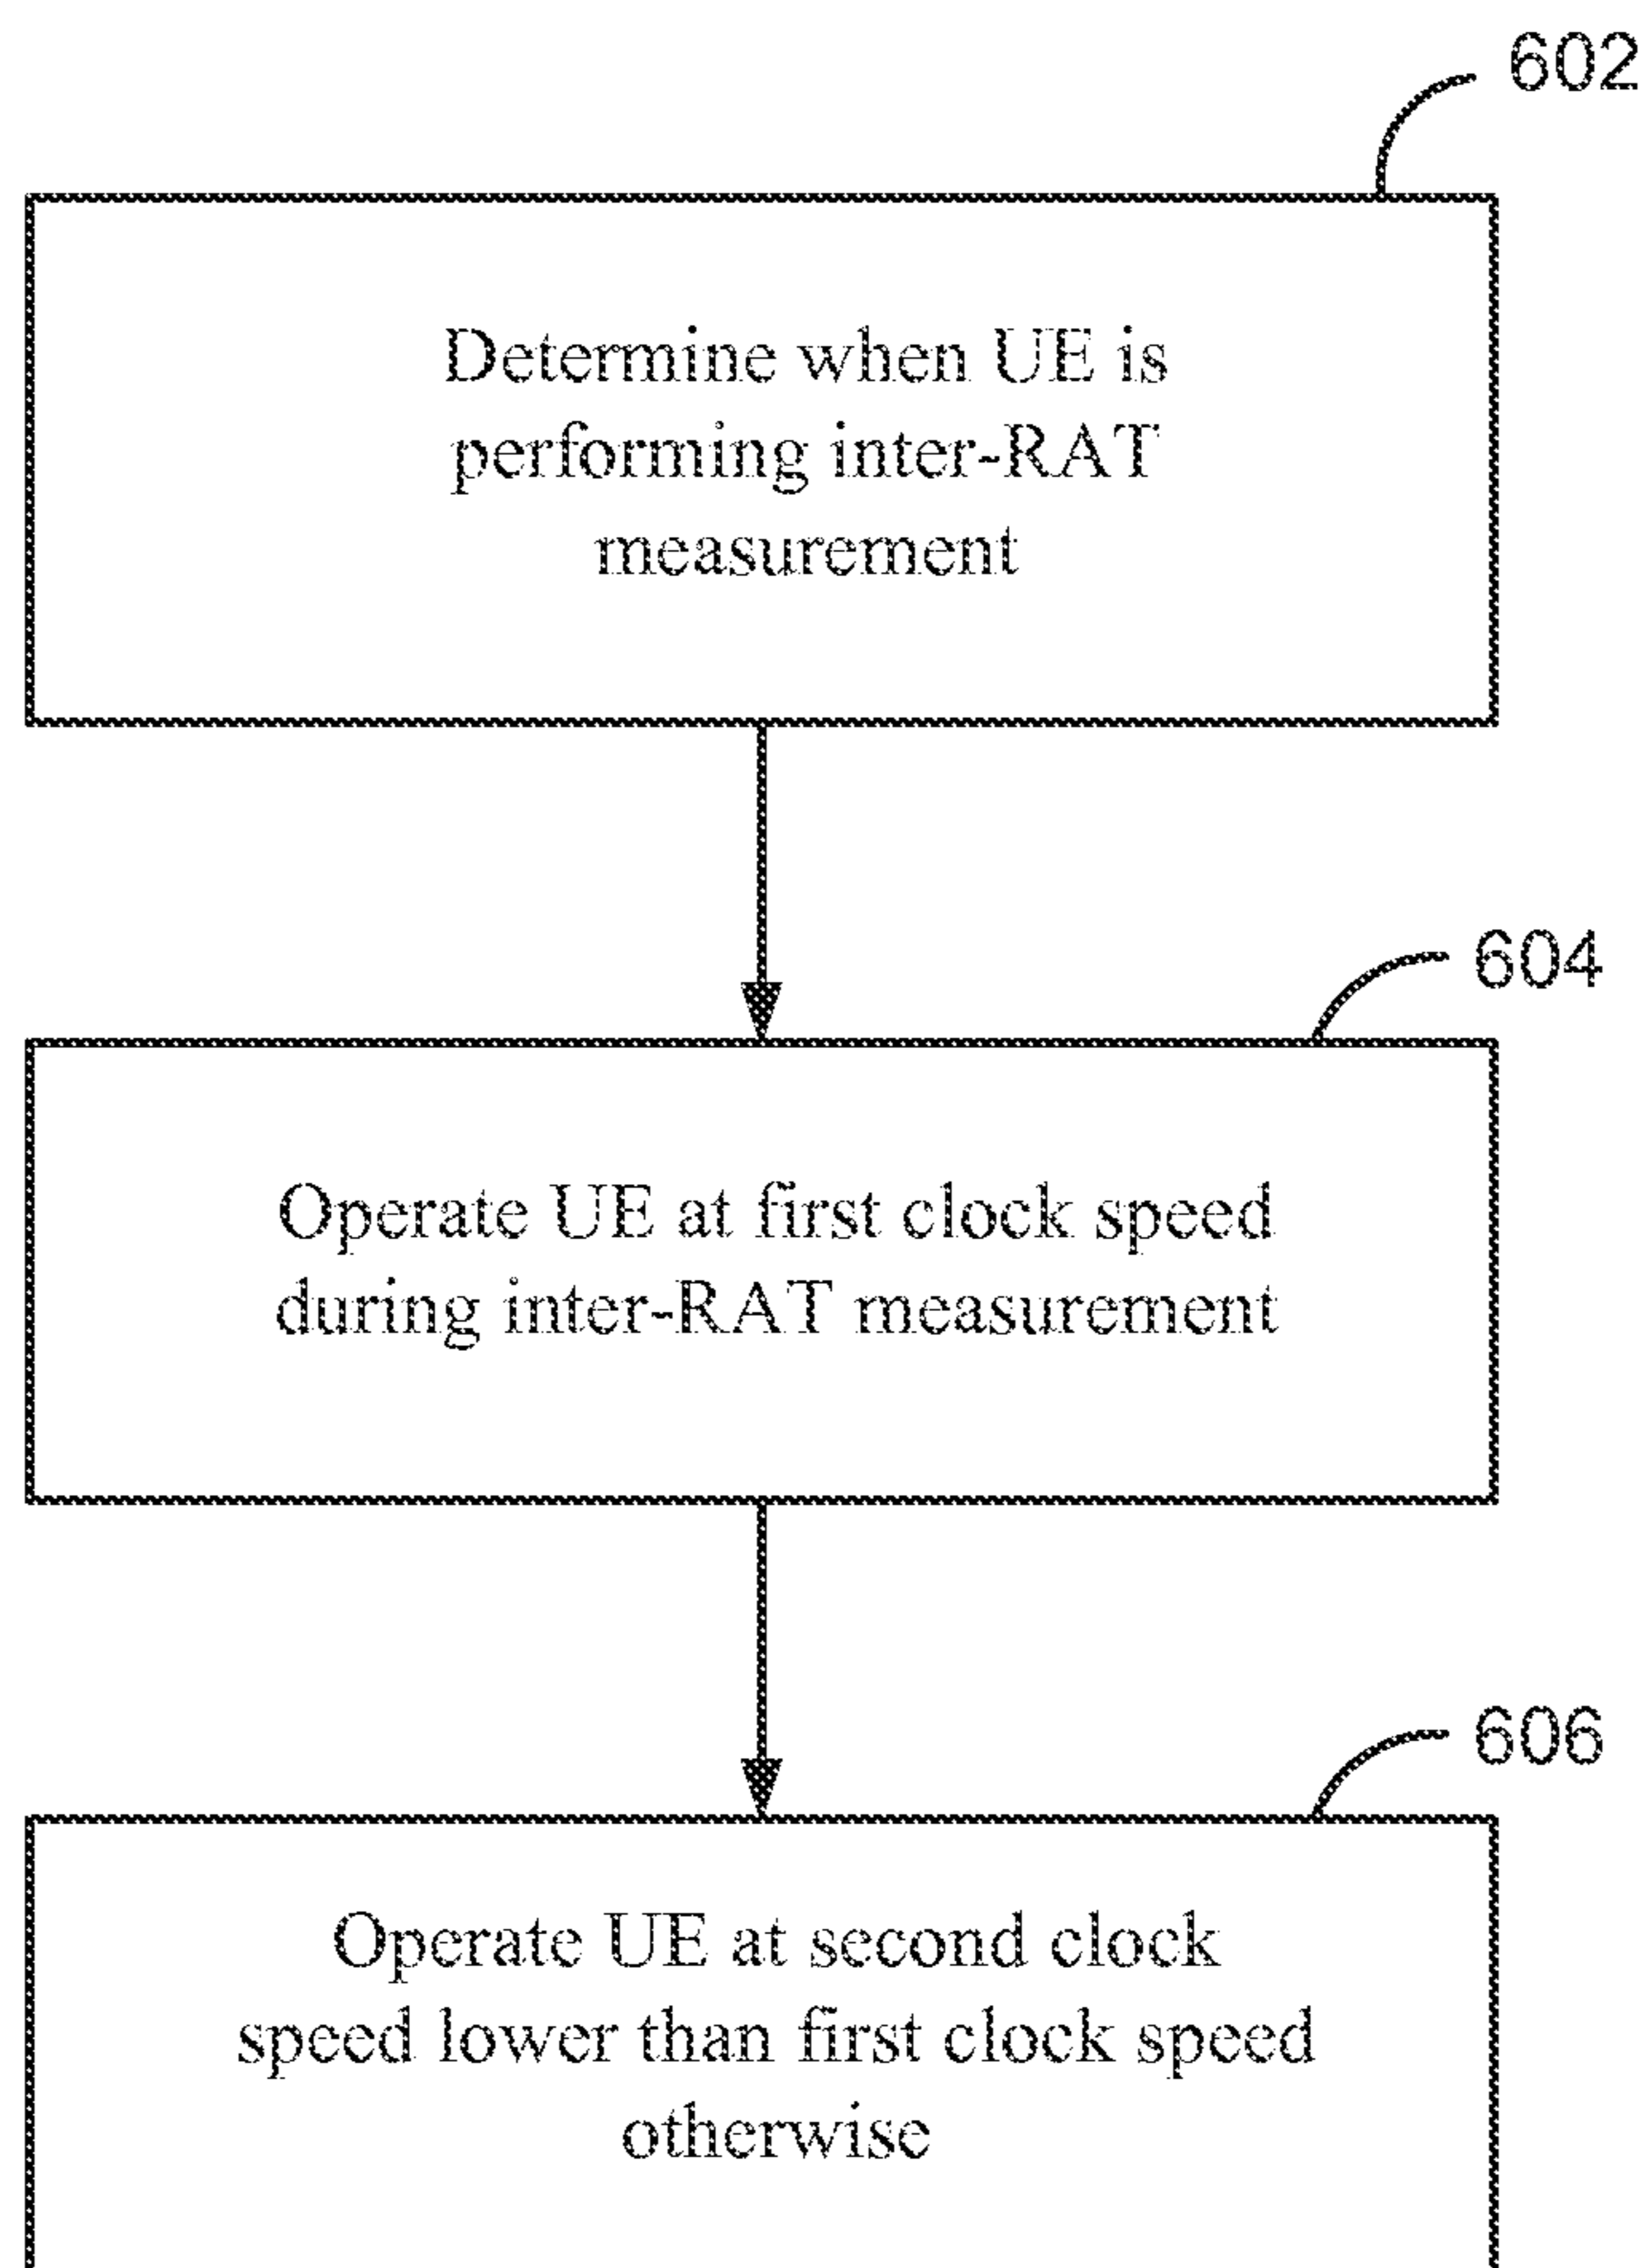 602
Determine when UE is
performing inter-RAT
measurement
604
Operate UE at first clock speed
during inter-RAT measurement
606
Operate UE at second clock
speed lower than first clock speed
otherwise